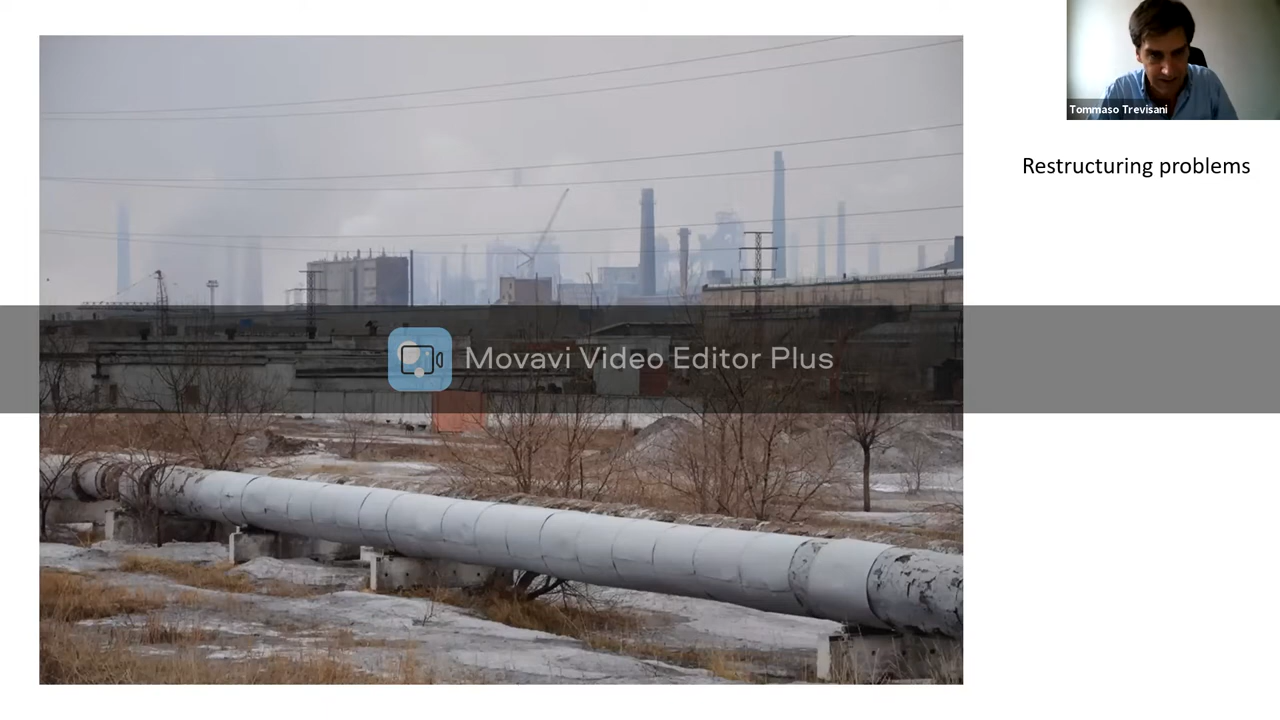 Tommaso Trevisani
Restructuring problems
Movavi Video Editor Plus